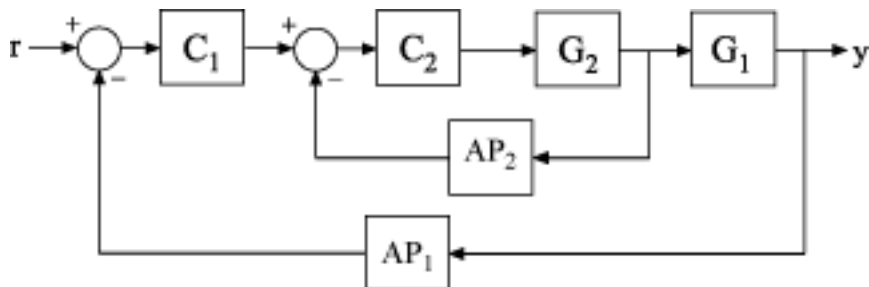 + +
r C₁ C₂ G₂ G₁ y
− −
AP₂
AP₁